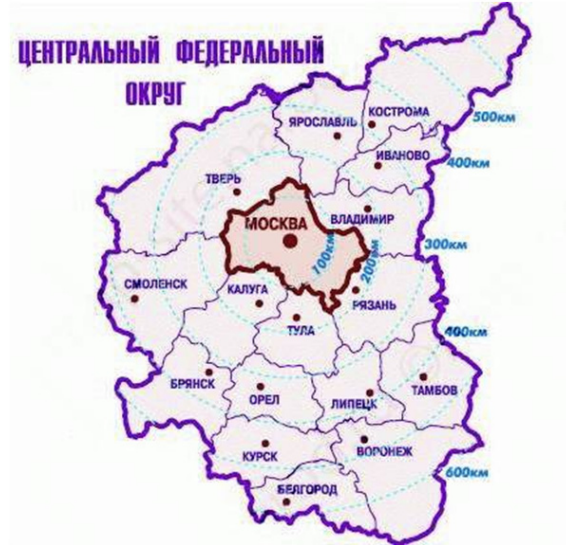 ЦЕНТРАЛЬНЫЙ ФЕДЕРАЛЬНЫЙ
ОКРУГ
500км
КОСТРОМА
ЯРОСЛАВЛЬ
ИВАНОВО
400км
ТВЕРЬ
ВЛАДИМИР
МОСКВА
300км
100км
200км
СМОЛЕНСК
КАЛУГА
РЯЗАНЬ
ТУЛА
400км
БРЯНСК
ОРЕЛ
ЛИПЕЦК
ТАМБОВ
КУРСК
ВОРОНЕЖ
600км
БЕЛГОРОД